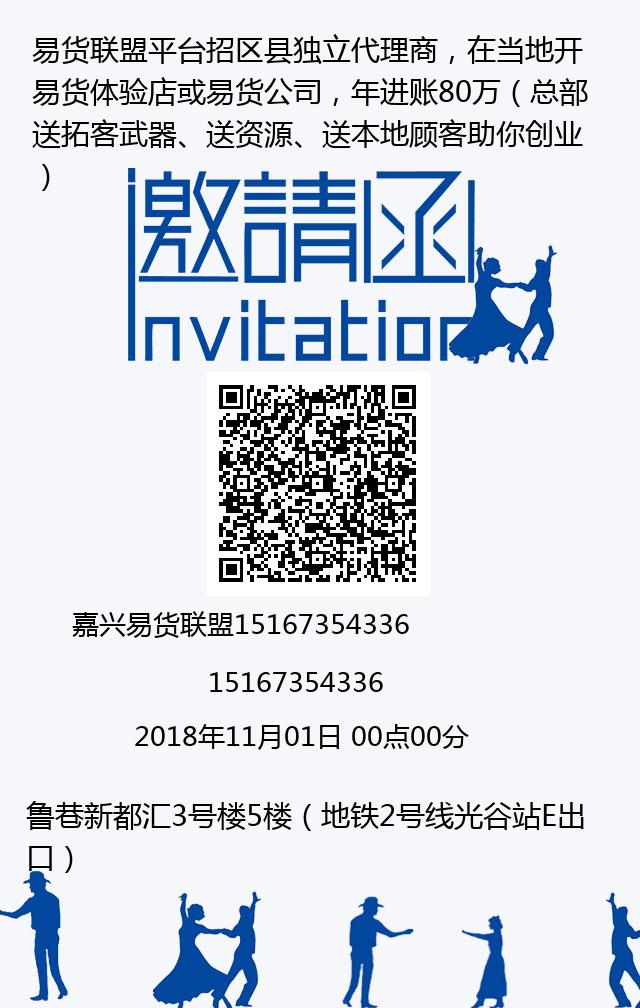 易货联盟平台招区县独立代理商，在当地开
易货体验店或易货公司，年进账80万（总部
送拓客武器、送资源、送本地顾客助你创业
）
邀請函
Invitation
嘉兴易货联盟15167354336
15167354336
2018年11月01日 00点00分
鲁巷新都汇3号楼5楼（地铁2号线光谷站E出
口）